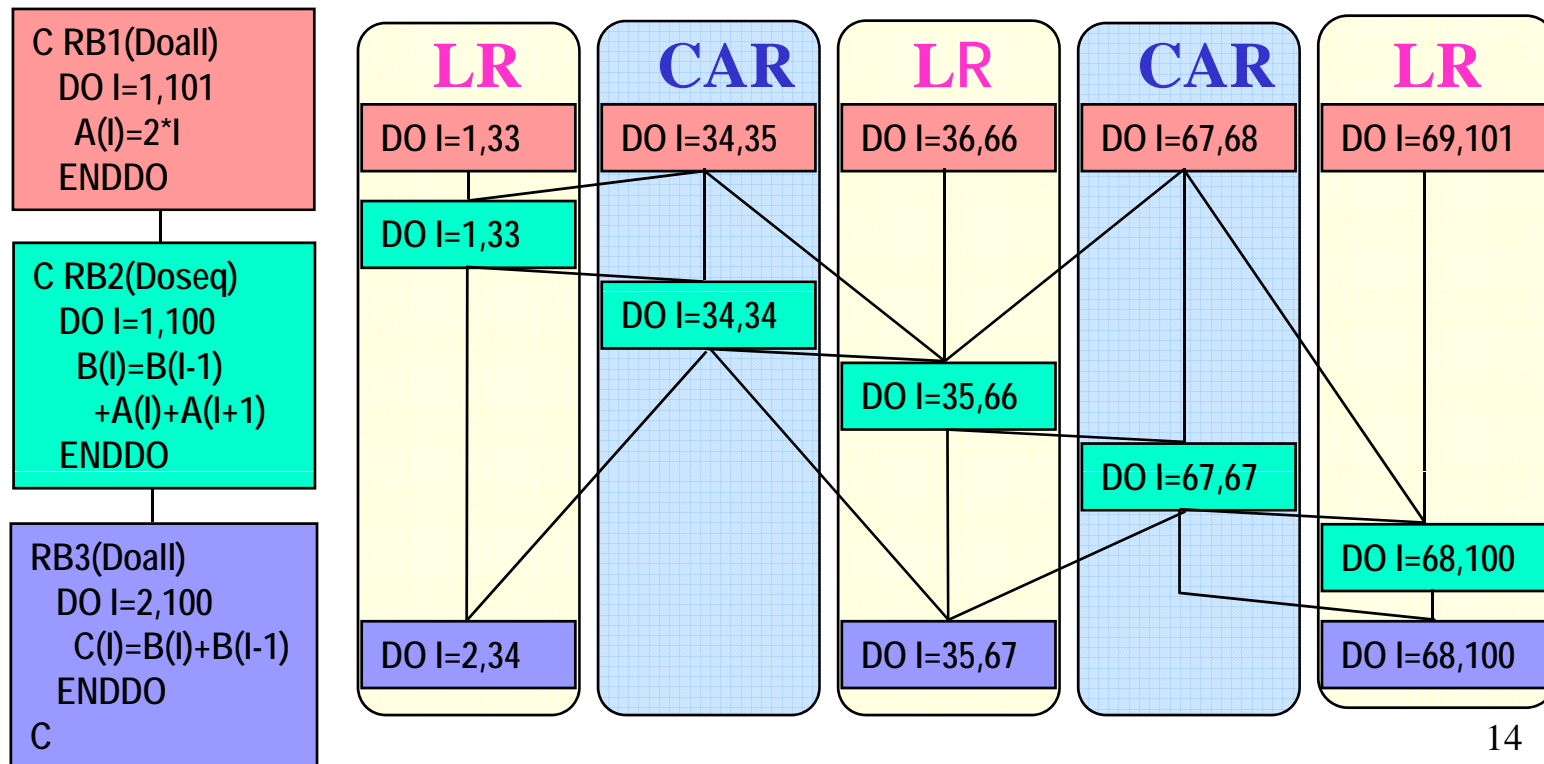 C RB1(Doall)
DO I=1,101
A(I)=2*I
ENDDO
C RB2(Doseq)
DO I=1,100
B(I)=B(I-1)
+A(I)+A(I+1)
ENDDO
RB3(Doall)
DO I=2,100
C(I)=B(I)+B(I-1)
ENDDO
C
LR CAR LR CAR LR
DO I=1,33 DO I=34,35 DO I=36,66 DO I=67,68 DO I=69,101
DO I=1,33
DO I=34,34
DO I=35,66
DO I=67,67
DO I=68,100
DO I=2,34 DO I=35,67 DO I=68,100
14